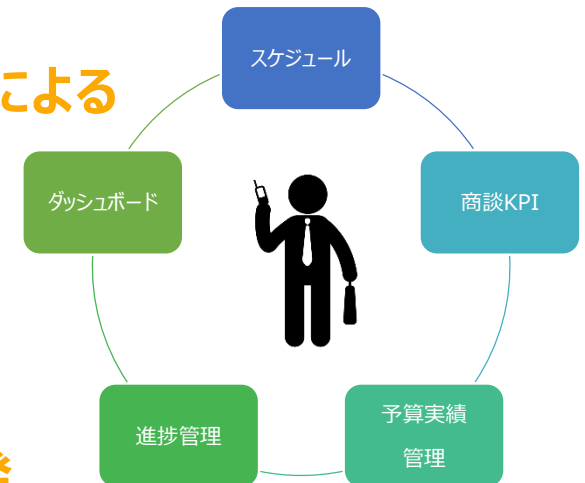 スケジュール
による
ダッシュボード
商談KPI
予算実績
管理
進捗管理